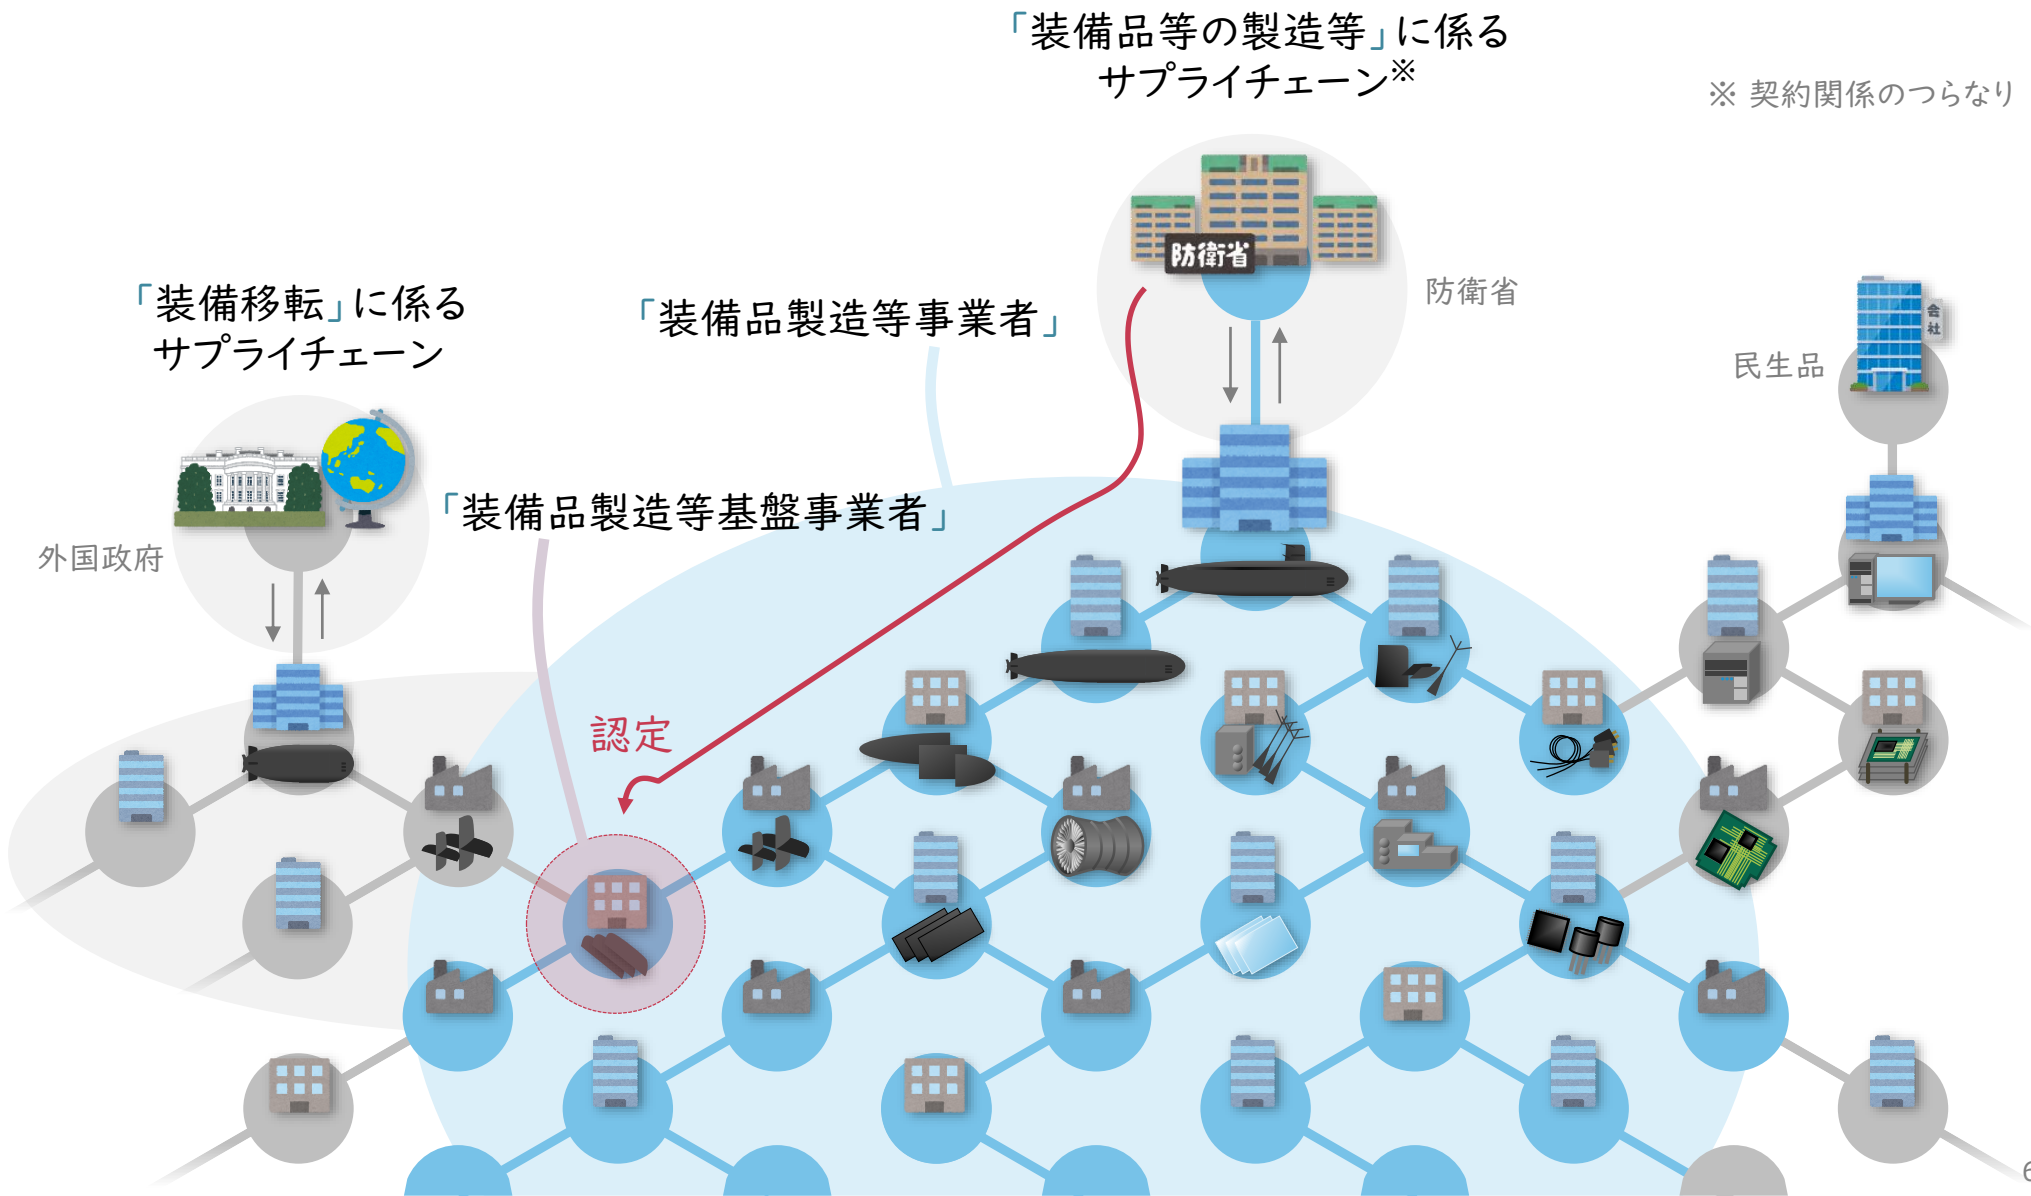 「装備品等の製造等」に係る
サプライチェーン※
※ 契約関係のつらなり
防衛省
防衛省
「装備移転」に係る
サプライチェーン
「装備品製造等事業者」
会社
民生品
「装備品製造等基盤事業者」
外国政府
認定
6